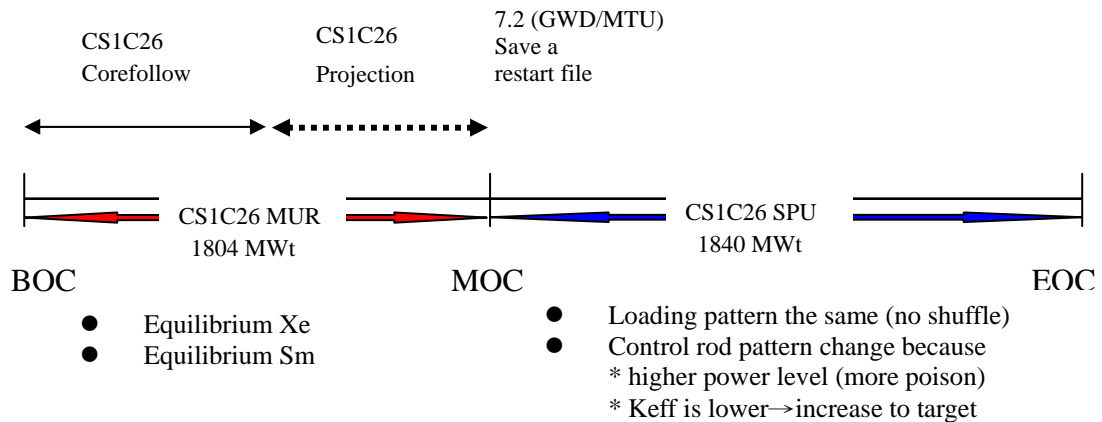 CS1C26
Corefollow
CS1C26
Projection
7.2 (GWD/MTU)
Save a
restart file
CS1C26 MUR
1804 MWt
CS1C26 SPU
1840 MWt
BOC
MOC
EOC
● Equilibrium Xe
● Equilibrium Sm
● Loading pattern the same (no shuffle)
● Control rod pattern change because
* higher power level (more poison)
* Keff is lower→increase to target